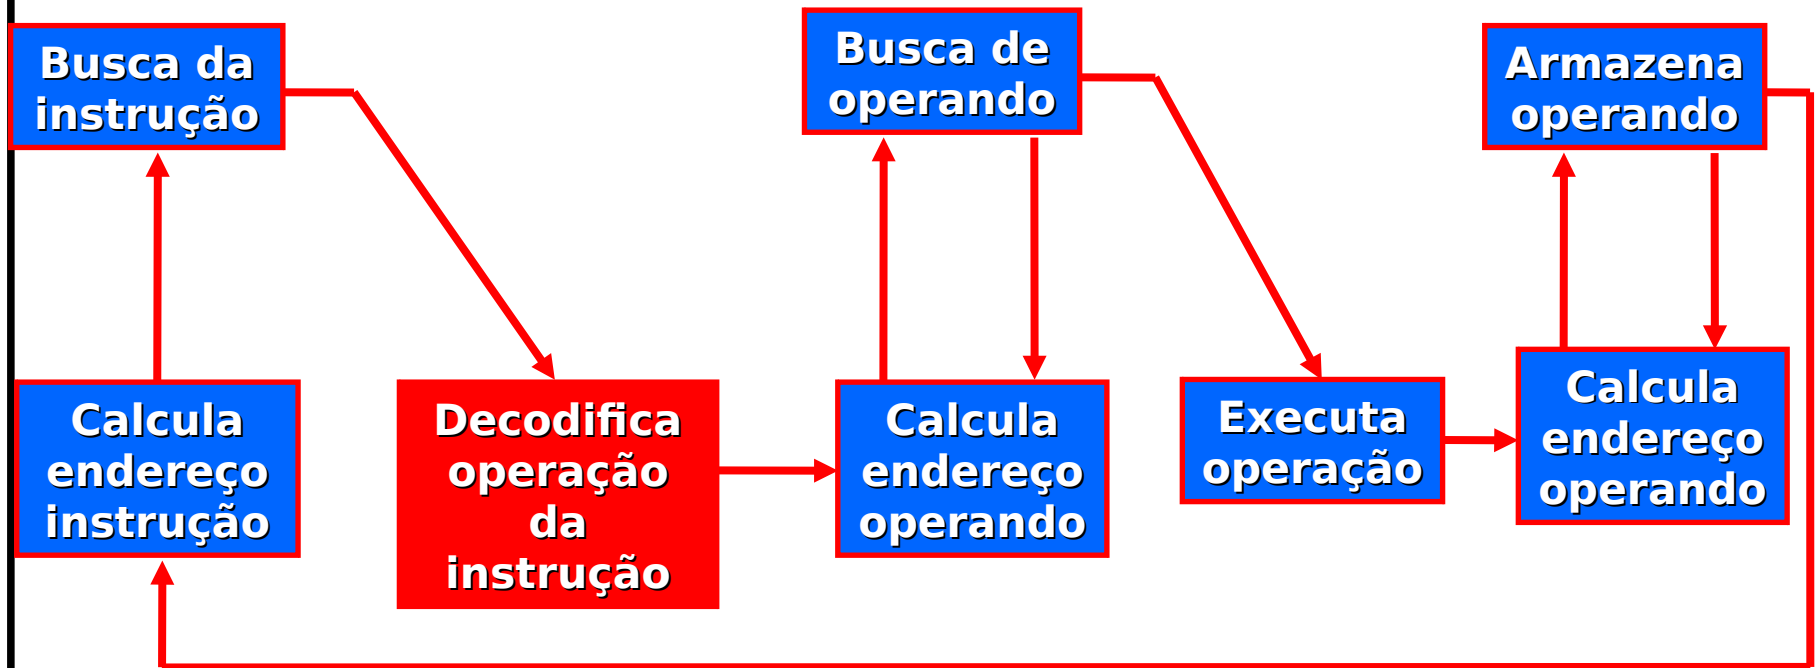 Busca da
instrução
Busca de
operando
Armazena
operando
Calcula
endereço
instrução
Decodifica
operação
da
instrução
Calcula
endereço
operando
Executa
operação
Calcula
endereço
operando